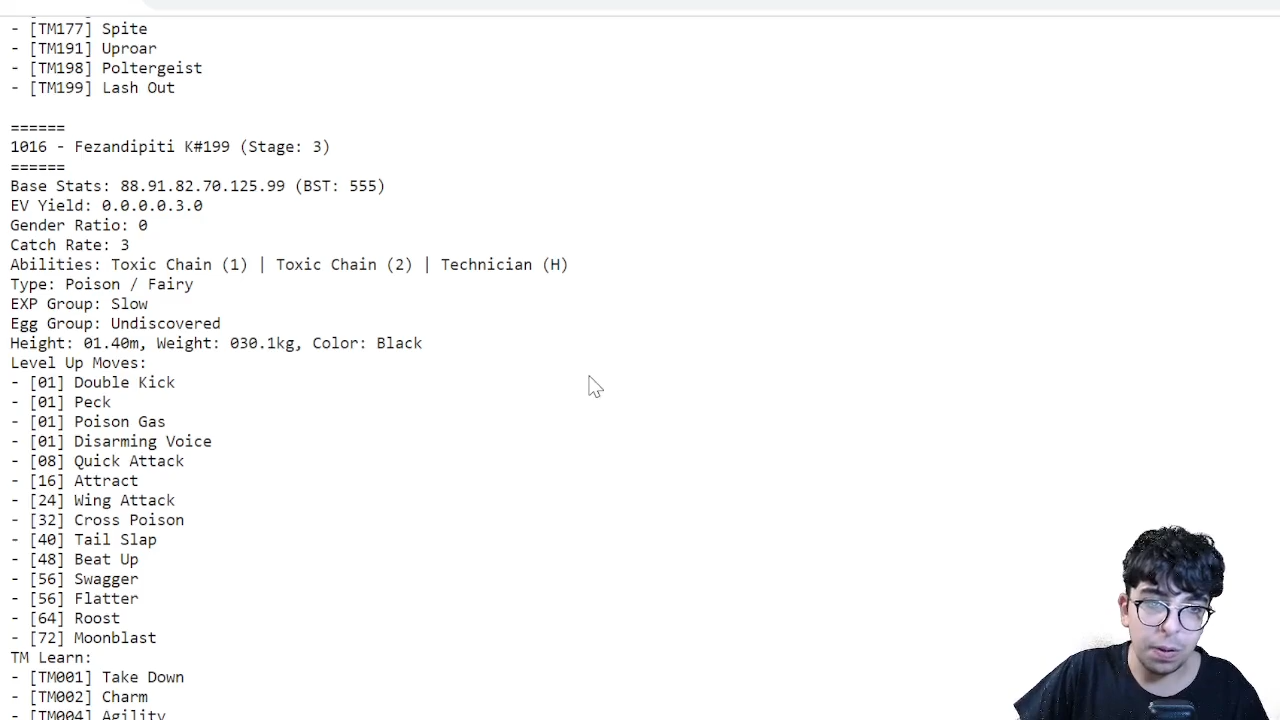 - [TM177] Spite
- [TM191] Uproar
- [TM198] Poltergeist
- [TM199] Lash Out
======
1016 - Fezandipiti K#199 (Stage: 3)
======
Base Stats: 88.91.82.70.125.99 (BST: 555)
EV Yield: 0.0.0.0.3.0
Gender Ratio: 0
Catch Rate: 3
Abilities: Toxic Chain (1) | Toxic Chain (2) | Technician (H)
Type: Poison / Fairy
EXP Group: Slow
Egg Group: Undiscovered
Height: 01.40m, Weight: 030.1kg, Color: Black
Level Up Moves:
- [01] Double Kick
- [01] Peck
- [01] Poison Gas
- [01] Disarming Voice
- [08] Quick Attack
- [16] Attract
- [24] Wing Attack
- [32] Cross Poison
- [40] Tail Slap
- [48] Beat Up
- [56] Swagger
- [56] Flatter
- [64] Roost
- [72] Moonblast
TM Learn:
- [TM001] Take Down
- [TM002] Charm
- [TM004] Agility